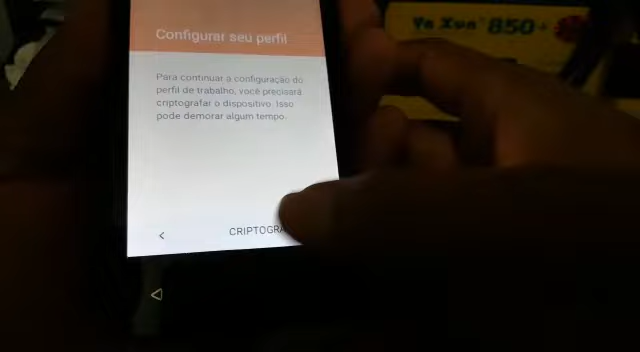 Ya Xun 850+
Configurar seu perfil
Para continuar a configuração do
perfil de trabalho, você precisará
criptografar o dispositivo. Isso
pode demorar algum tempo.
CRIPTOGRA